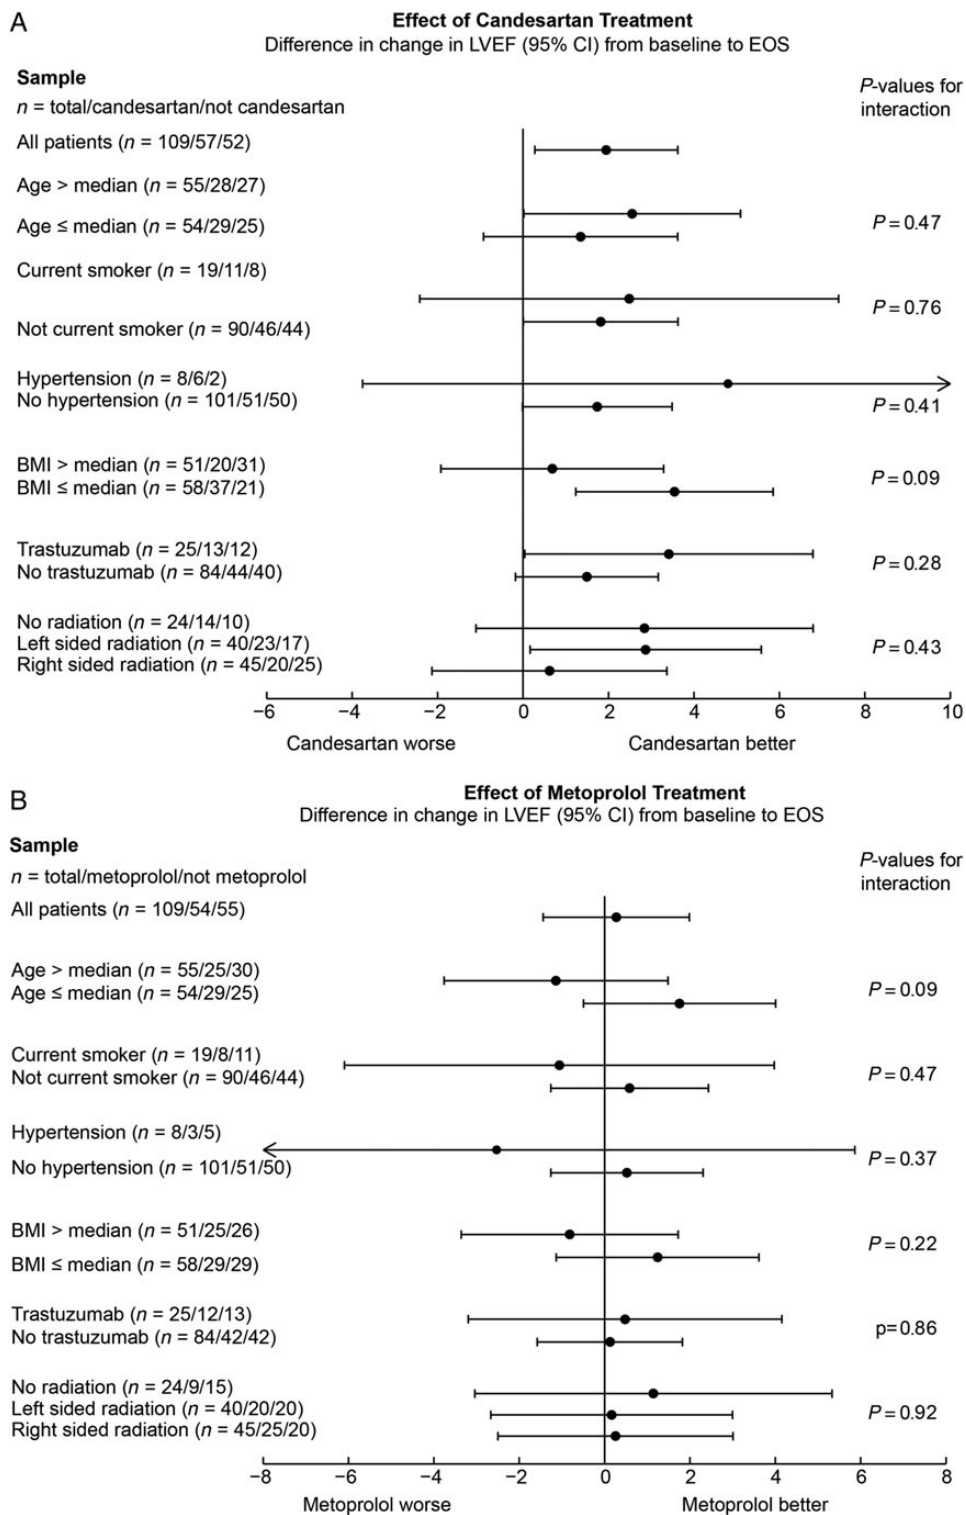 A
Effect of Candesartan Treatment
Difference in change in LVEF (95% CI) from baseline to EOS
Sample
n = total/candesartan/not candesartan
P-values for
interaction
All patients (n = 109/57/52)
Age > median (n = 55/28/27)
Age ≤ median (n = 54/29/25)
P = 0.47
Current smoker (n = 19/11/8)
Not current smoker (n = 90/46/44)
P = 0.76
Hypertension (n = 8/6/2)
No hypertension (n = 101/51/50)
P = 0.41
BMI > median (n = 51/20/31)
BMI ≤ median (n = 58/37/21)
P = 0.09
Trastuzumab (n = 25/13/12)
No trastuzumab (n = 84/44/40)
P = 0.28
No radiation (n = 24/14/10)
Left sided radiation (n = 40/23/17)
Right sided radiation (n = 45/20/25)
P = 0.43
−6 −4 −2 0 2 4 6 8 10
Candesartan worse Candesartan better
B
Effect of Metoprolol Treatment
Difference in change in LVEF (95% CI) from baseline to EOS
Sample
n = total/metoprolol/not metoprolol
P-values for
interaction
All patients (n = 109/54/55)
Age > median (n = 55/25/30)
Age ≤ median (n = 54/29/25)
P = 0.09
Current smoker (n = 19/8/11)
Not current smoker (n = 90/46/44)
P = 0.47
Hypertension (n = 8/3/5)
No hypertension (n = 101/51/50)
P = 0.37
BMI > median (n = 51/25/26)
BMI ≤ median (n = 58/29/29)
P = 0.22
Trastuzumab (n = 25/12/13)
No trastuzumab (n = 84/42/42)
p=0.86
No radiation (n = 24/9/15)
Left sided radiation (n = 40/20/20)
Right sided radiation (n = 45/25/20)
P = 0.92
−8 −6 −4 −2 0 2 4 6 8
Metoprolol worse Metoprolol better